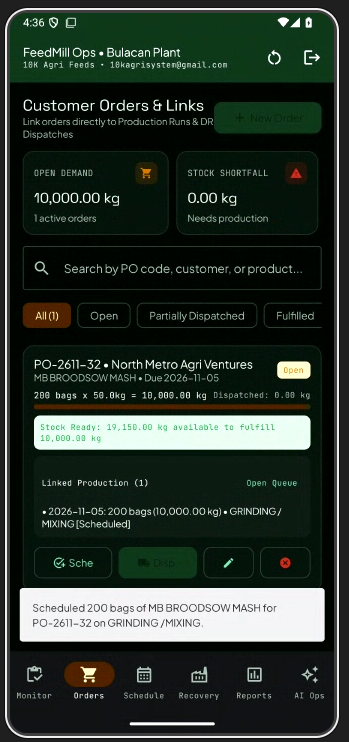 4:36
FeedMill Ops • Bulacan Plant
10K Agri Feeds • 10kagrisystem@gmail.com
Customer Orders & Links
Link orders directly to Production Runs & DR
Dispatches
+ New Order
OPEN DEMAND
10,000.00 kg
1 active orders
STOCK SHORTFALL
0.00 kg
Needs production
Search by PO code, customer, or product...
All (1)
Open
Partially Dispatched
Fulfilled
PO-2611-32 • North Metro Agri Ventures
MB BROODSOW MASH • Due 2026-11-05
Open
200 bags x 50.0kg = 10,000.00 kg
Dispatched: 0.00 kg
Stock Ready: 19,150.00 kg available to fulfill
10,000.00 kg
Linked Production (1)
Open Queue
• 2026-11-05: 200 bags (10,000.00 kg) • GRINDING /
MIXING [Scheduled]
Sche
Disp
Scheduled 200 bags of MB BROODSOW MASH for
PO-2611-32 on GRINDING /MIXING.
Monitor
Orders
Schedule
Recovery
Reports
AI Ops